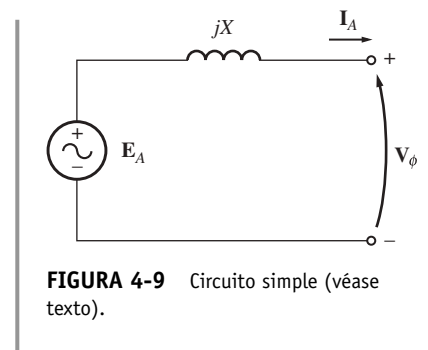 jX
I_A
+
+
−
E_A
V_ϕ
−
FIGURA 4-9 Circuito simple (véase
texto).